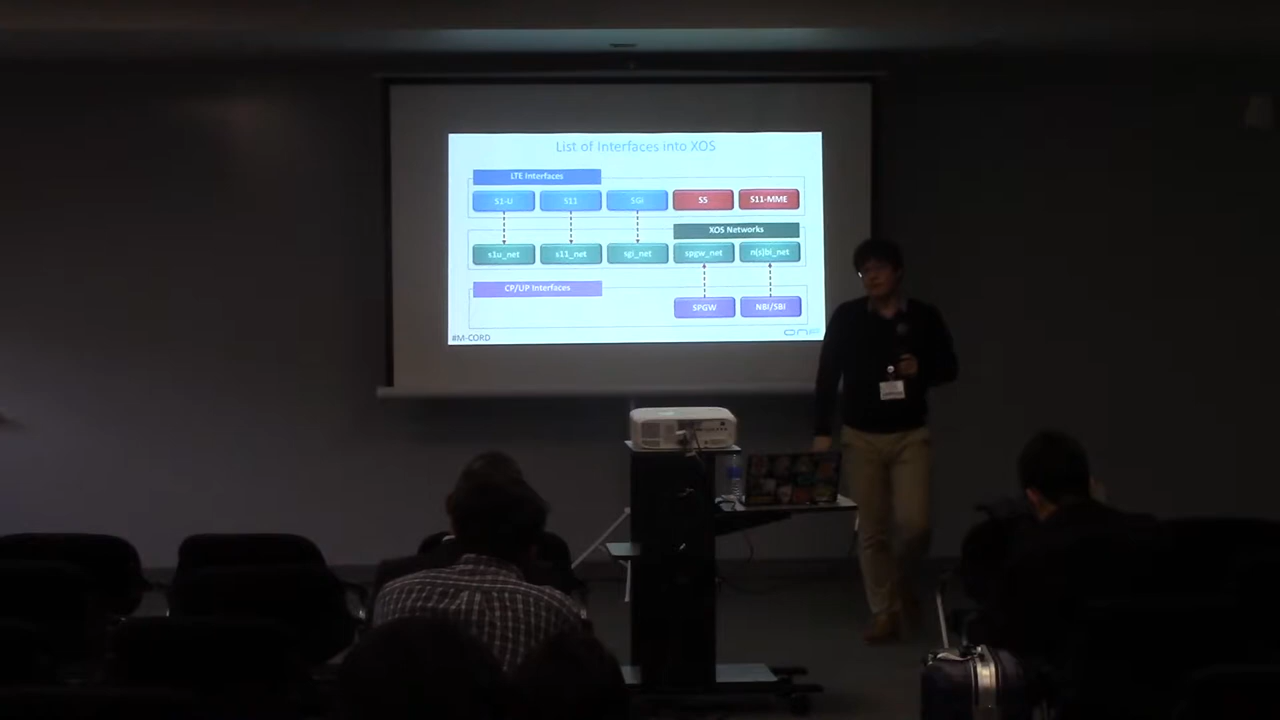 List of Interfaces into XOS
LTE Interfaces
S1-U S11 SGi S5 S11-MME
XOS Networks
s1u_net s11_net sgi_net spgw_net n(s)bi_net
CP/UP Interfaces
SPGW NBI/SBI
#M-CORD